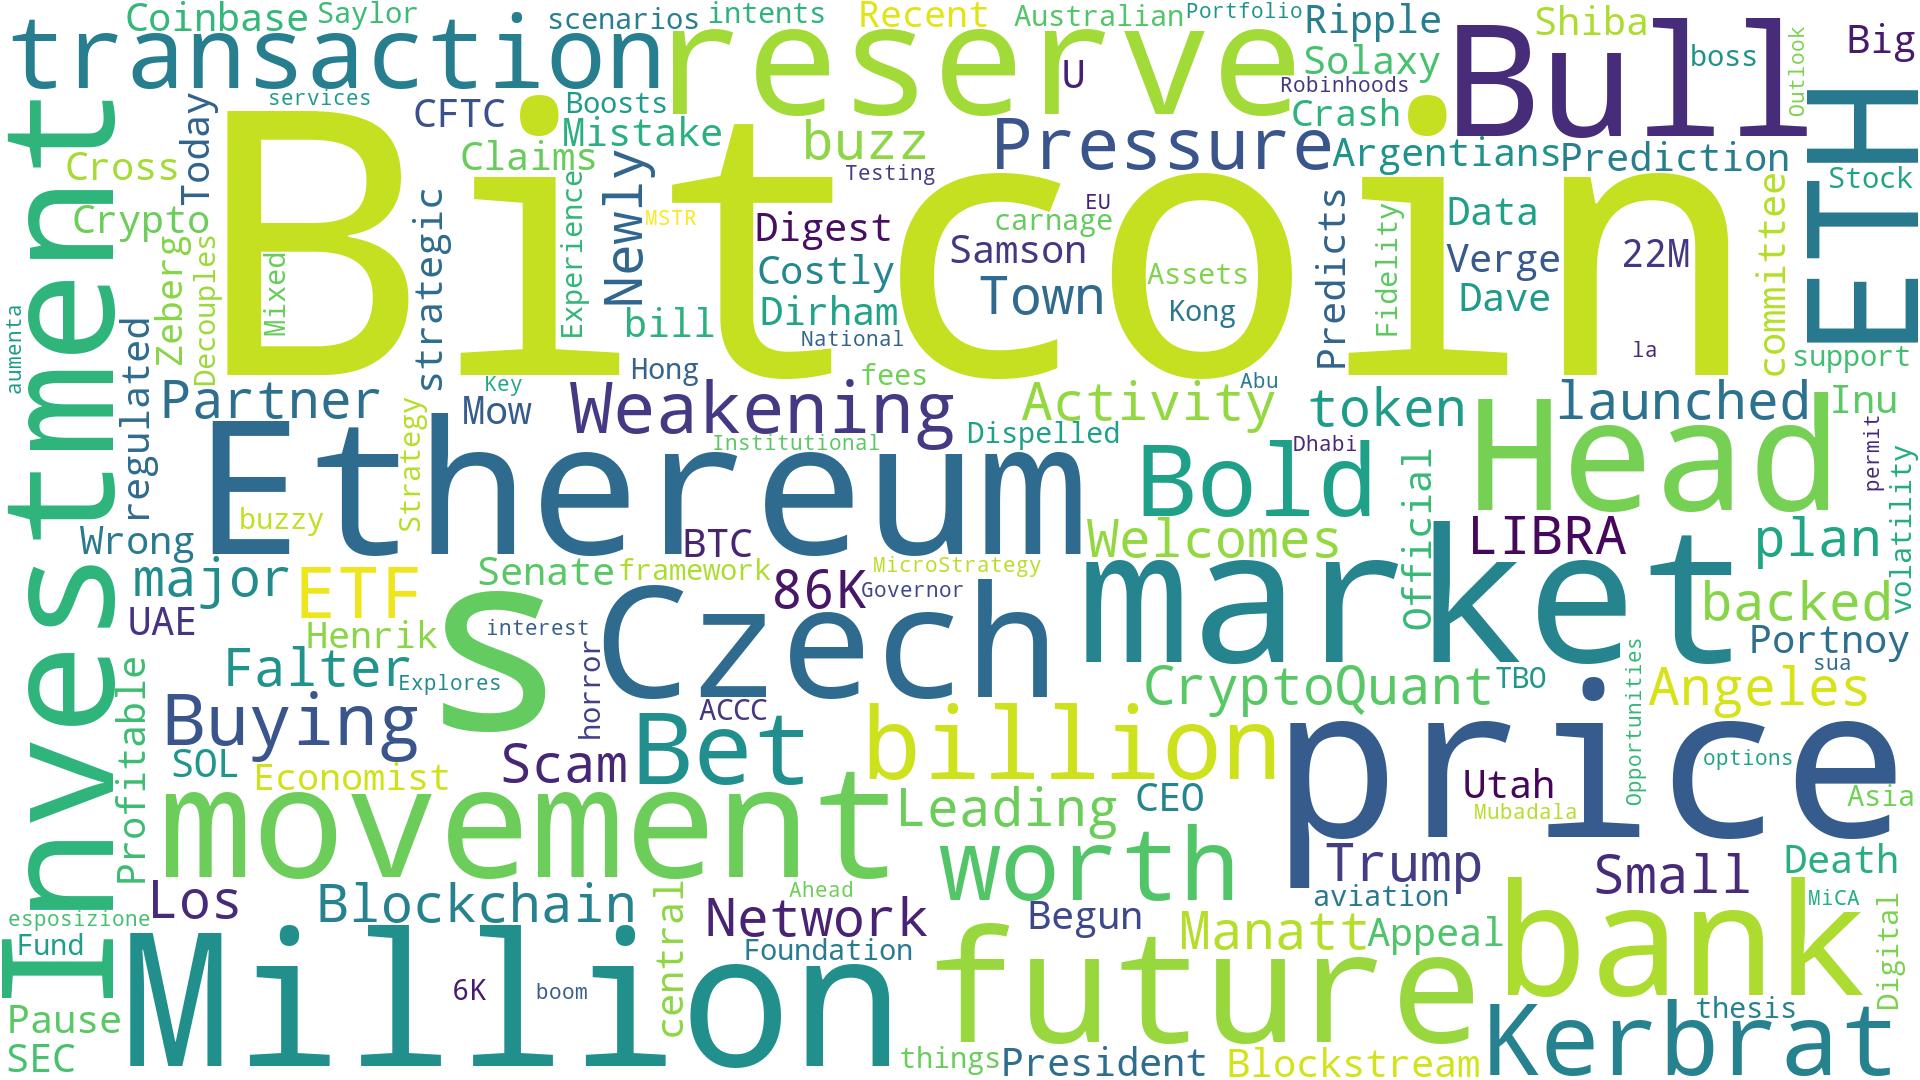 Coinbase
Saylor
scenarios
intents
Recent
Australian
Portfolio
Ripple
Shiba
Big
transaction
reserve
Bull
boss
Outlook
Solaxy
U
Robinhoods
services
CFTC
Boosts
Mistake
buzz
Pressure
Crash
Argentians
Prediction
ETH
Investment
Today
Cross
Claims
Bitcoin
Newly
Experience
Testing
EU
Stock
Crypto
strategic
MSTR
Digest
carnage
Samson
Predicts
Fidelity
Data
Verge
22M
committee
Zeberg
Decouples
Mixed
Costly
Town
Assets
Kong
Dave
Dirham
bill
National
la
support
aumenta
regulated
Partner
Key
Mow
Hong
Weakening
fees
Activity
Abu
token
launched
Inu
Strategy
Institutional
Dispelled
Dhabi
Head
permit
volatility
Ethereum
Bold
Official
buzzy
Wrong
BTC
Welcomes
LIBRA
plan
major
ETF
Senate
framework
86K
MicroStrategy
Governor
market
backed
UAE
Henrik
s
interest
Czech
Portnoy
Falter
Explores
horror
CryptoQuant
TBO
sua
Opportunities
Angeles
Profitable
Buying
ACCC
Bet
billion
price
options
SOL
Economist
Scam
Utah
Mubadala
Asia
movement
Leading
CEO
worth
Trump
Small
Death
Los
Blockchain
central
Ahead
Network
Begun
aviation
bank
MiCA
esposizione
Fund
Foundation
Manatt
Appeal
Digital
Million
6K
boom
future
Pause
SEC
things
President
Blockstream
Kerbrat
thesis